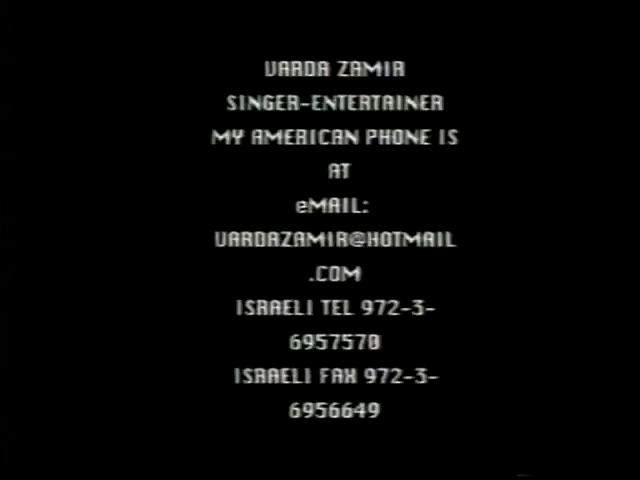 VARDA ZAMIR
SINGER-ENTERTAINER
MY AMERICAN PHONE IS
AT
eMAIL:
VARDAZAMIR@HOTMAIL
.COM
ISRAELI TEL 972-3-
6957570
ISRAELI FAX 972-3-
6956649